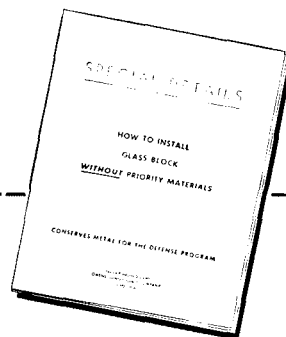 SPECIAL DETAILS
HOW TO INSTALL
GLASS BLOCK
WITHOUT PRIORITY MATERIALS
CONSERVES METAL FOR THE DEFENSE PROGRAM